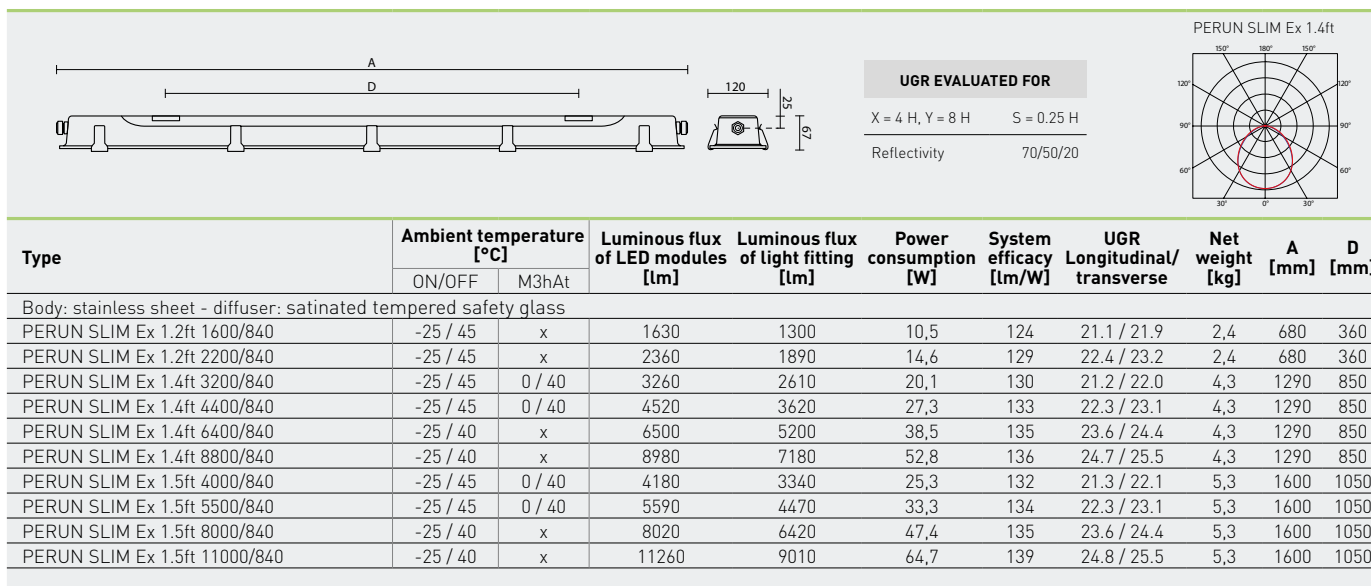 PERUN SLIM Ex 1.4ft
A
D
120
25
67
UGR EVALUATED FOR
X = 4 H, Y = 8 H S = 0.25 H
Reflectivity 70/50/20
150° 180° 150°
120° 120°
90° 90°
60° 60°
30° 0° 30°
Type Ambient temperature [°C] Luminous flux of LED modules [lm] Luminous flux of light fitting [lm] Power consumption [W] System efficacy [lm/W] UGR Longitudinal/ transverse Net weight [kg] A [mm] D [mm]
ON/OFF M3hAt
Body: stainless sheet - diffuser: satinated tempered safety glass
PERUN SLIM Ex 1.2ft 1600/840 -25 / 45 x 1630 1300 10,5 124 21.1 / 21.9 2,4 680 360
PERUN SLIM Ex 1.2ft 2200/840 -25 / 45 x 2360 1890 14,6 129 22.4 / 23.2 2,4 680 360
PERUN SLIM Ex 1.4ft 3200/840 -25 / 45 0 / 40 3260 2610 20,1 130 21.2 / 22.0 4,3 1290 850
PERUN SLIM Ex 1.4ft 4400/840 -25 / 45 0 / 40 4520 3620 27,3 133 22.3 / 23.1 4,3 1290 850
PERUN SLIM Ex 1.4ft 6400/840 -25 / 40 x 6500 5200 38,5 135 23.6 / 24.4 4,3 1290 850
PERUN SLIM Ex 1.4ft 8800/840 -25 / 40 x 8980 7180 52,8 136 24.7 / 25.5 4,3 1290 850
PERUN SLIM Ex 1.5ft 4000/840 -25 / 45 0 / 40 4180 3340 25,3 132 21.3 / 22.1 5,3 1600 1050
PERUN SLIM Ex 1.5ft 5500/840 -25 / 45 0 / 40 5590 4470 33,3 134 22.3 / 23.1 5,3 1600 1050
PERUN SLIM Ex 1.5ft 8000/840 -25 / 40 x 8020 6420 47,4 135 23.6 / 24.4 5,3 1600 1050
PERUN SLIM Ex 1.5ft 11000/840 -25 / 40 x 11260 9010 64,7 139 24.8 / 25.5 5,3 1600 1050